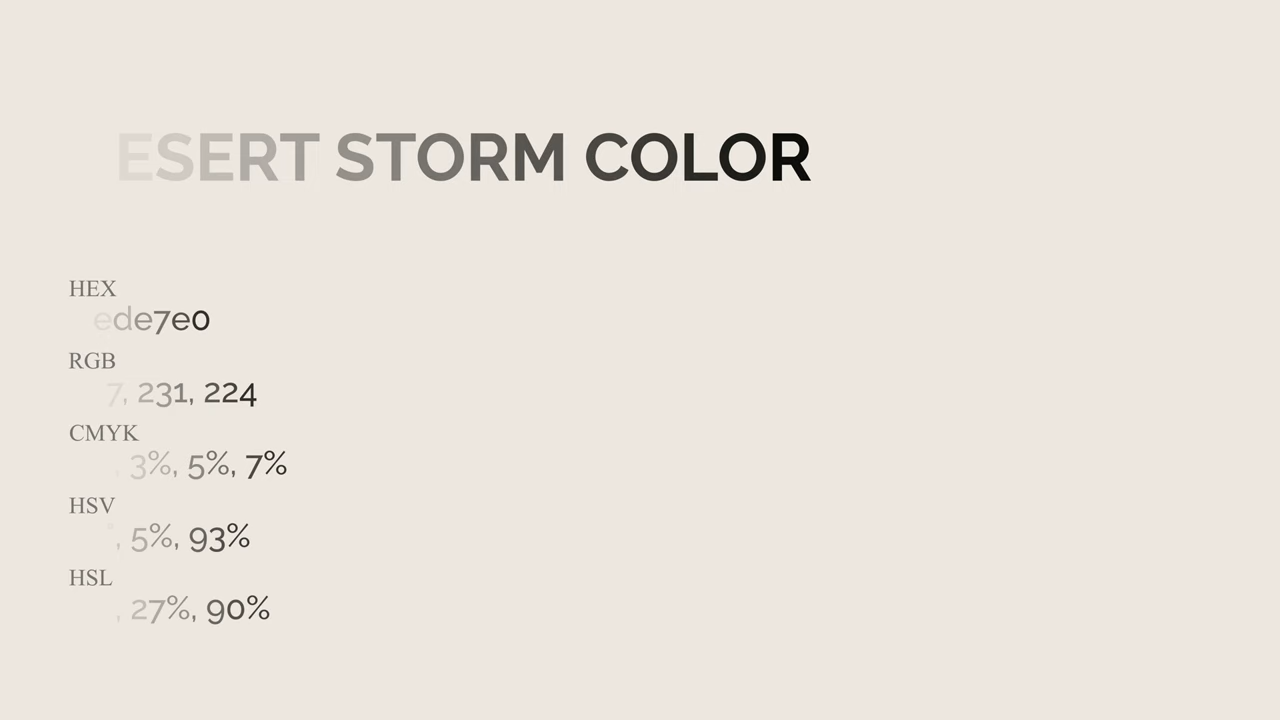 ESERT STORM COLOR
HEX
ede7e0
RGB
7, 231, 224
CMYK
, 3%, 5%, 7%
HSV
°, 5%, 93%
HSL
, 27%, 90%